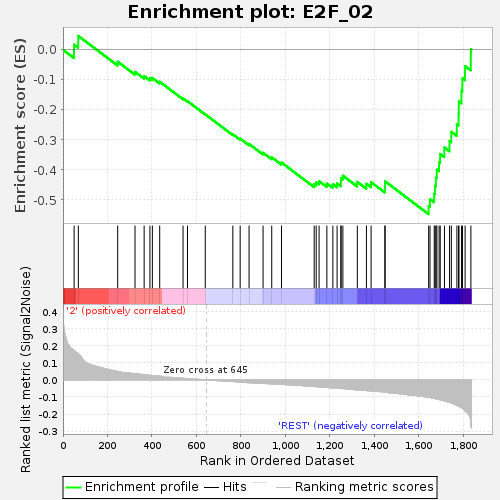 Enrichment plot: E2F_02
Enrichment score (ES)
0.0
-0.1
-0.2
-0.3
-0.4
-0.5
Ranked list metric (Signal2Noise)
0.4
0.3
0.2
0.1
0.0
-0.1
-0.2
-0.3
'2' (positively correlated)
Zero cross at 645
'REST' (negatively correlated)
0 200 400 600 800 1,000 1,200 1,400 1,600 1,800
Rank in Ordered Dataset
Enrichment profile Hits Ranking metric scores